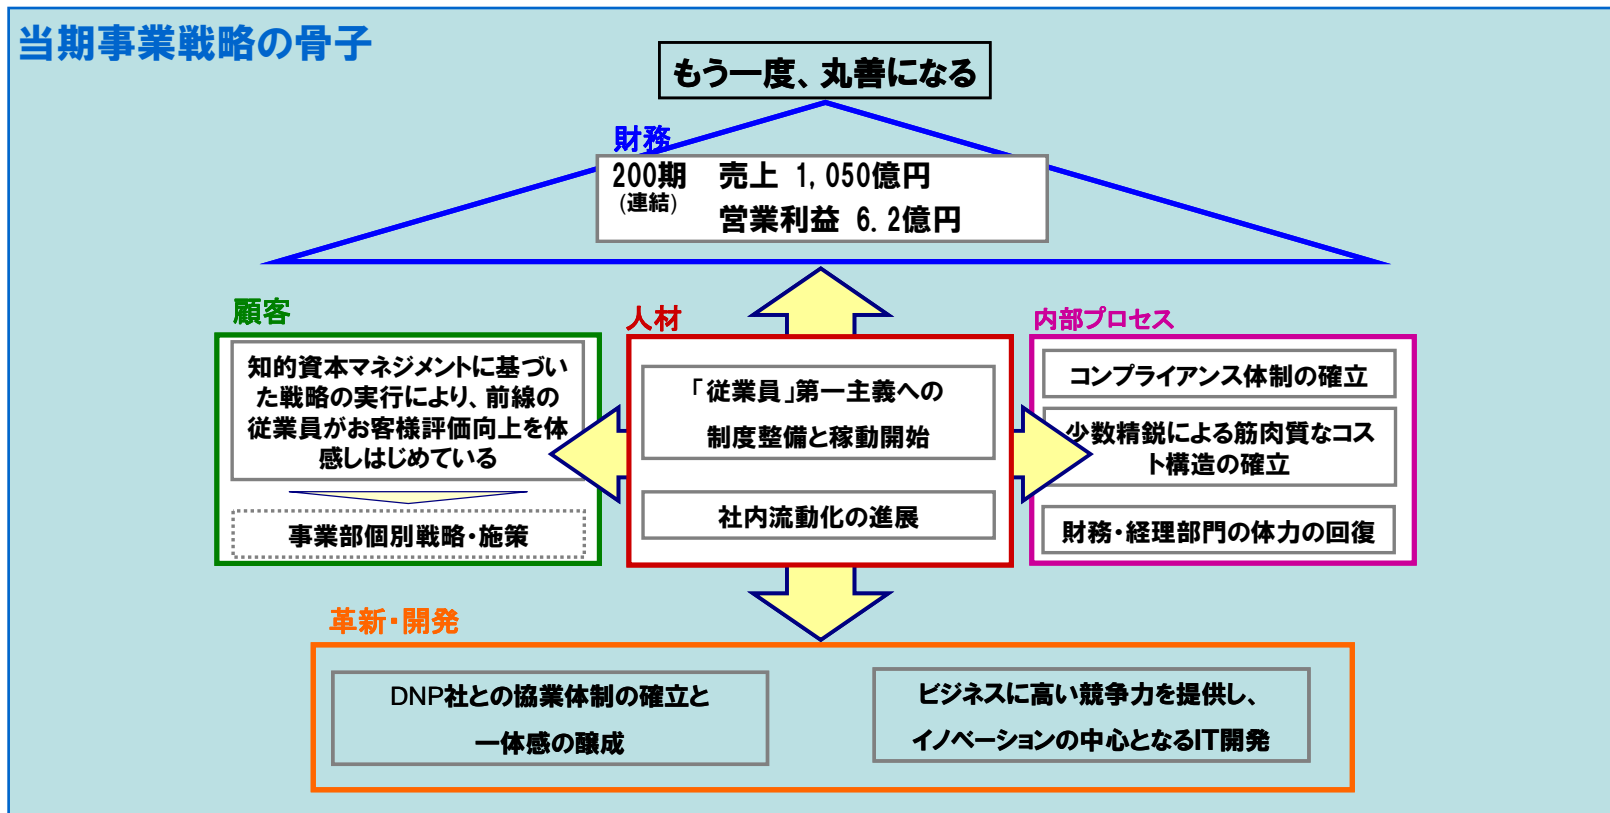 当期事業戦略の骨子
もう一度、丸善になる
財務
200期 売上 1,050億円
(連結)
営業利益 6.2億円
顧客
知的資本マネジメントに基づい
た戦略の実行により、前線の
従業員がお客様評価向上を体
感しはじめている
事業部個別戦略・施策
人材
「従業員」第一主義への
制度整備と稼動開始
社内流動化の進展
内部プロセス
コンプライアンス体制の確立
少数精鋭による筋肉質なコス
ト構造の確立
財務・経理部門の体力の回復
革新・開発
DNP社との協業体制の確立と
一体感の醸成
ビジネスに高い競争力を提供し、
イノベーションの中心となるIT開発